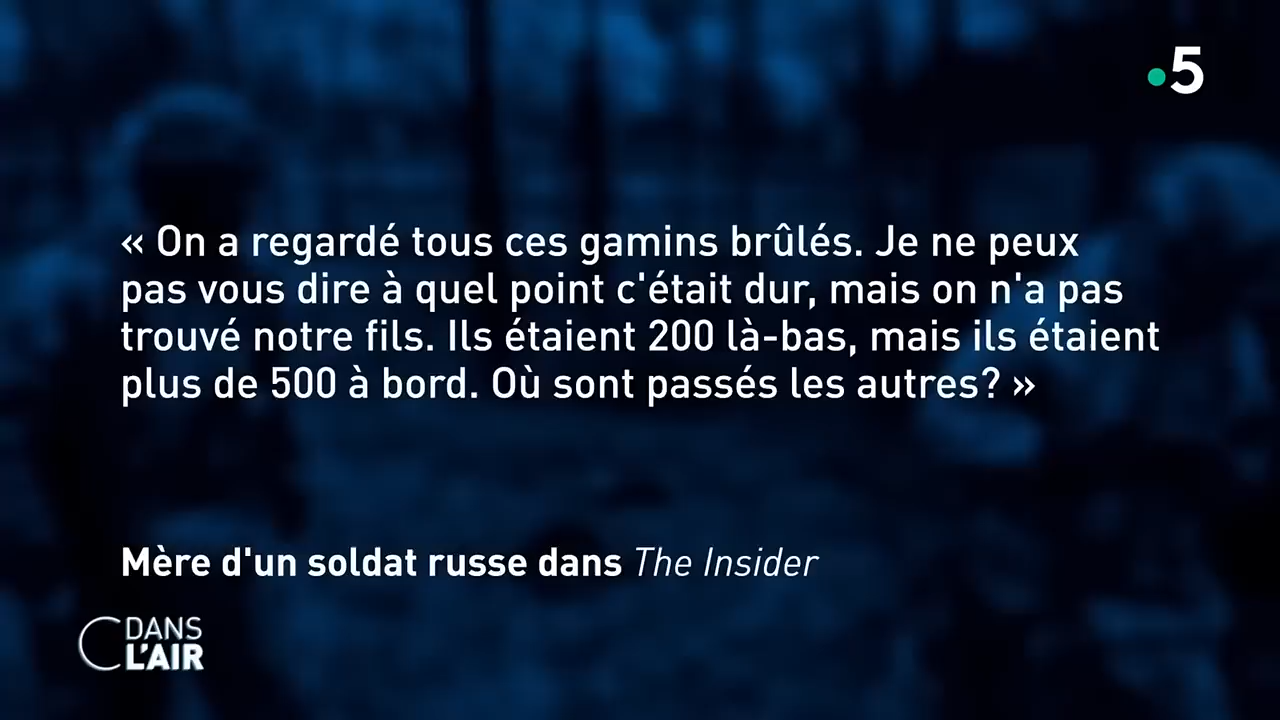 5
« On a regardé tous ces gamins brûlés. Je ne peux
pas vous dire à quel point c'était dur, mais on n'a pas
trouvé notre fils. Ils étaient 200 là-bas, mais ils étaient
plus de 500 à bord. Où sont passés les autres? »
Mère d'un soldat russe dans The Insider
C DANS
L'AIR